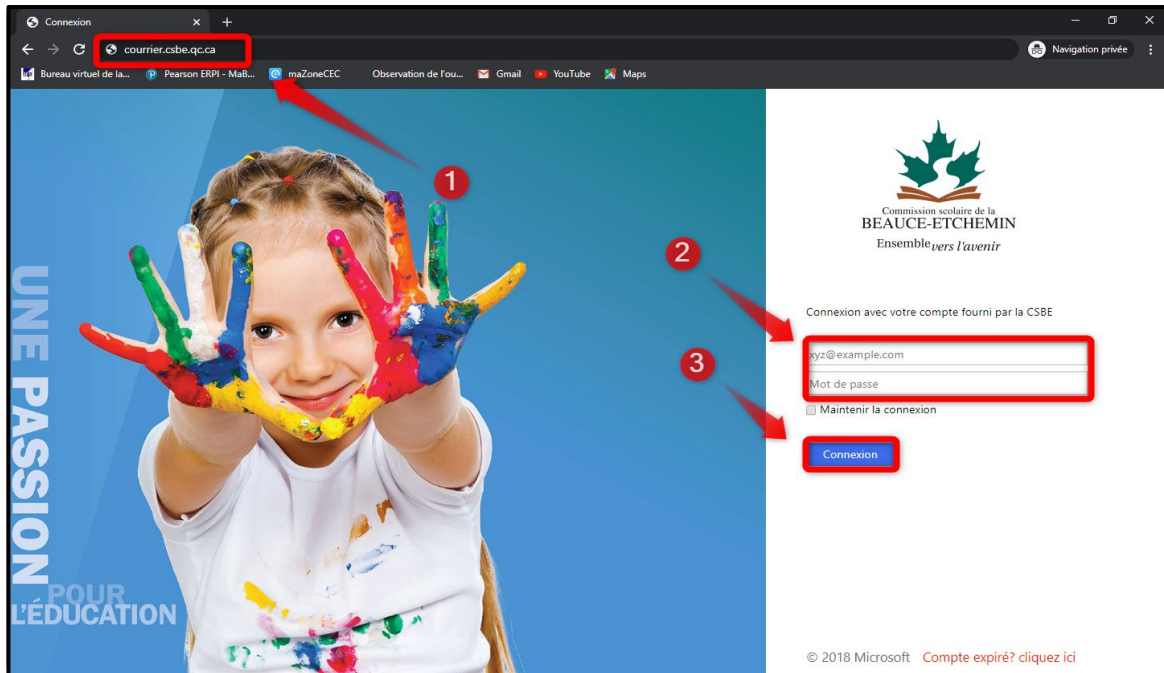 Connexion
courrier.csbe.qc.ca
Navigation privée
Bureau virtuel de la...
Pearson ERPI - MaB...
maZoneCEC
Observation de l'ou...
Gmail
YouTube
Maps
1
UNE PASSION
POUR
L'ÉDUCATION
Commission scolaire de la
BEAUCE-ETCHEMIN
Ensemble vers l'avenir
2
Connexion avec votre compte fourni par la CSBE
xyz@example.com
Mot de passe
3
Maintenir la connexion
Connexion
© 2018 Microsoft Compte expiré? cliquez ici